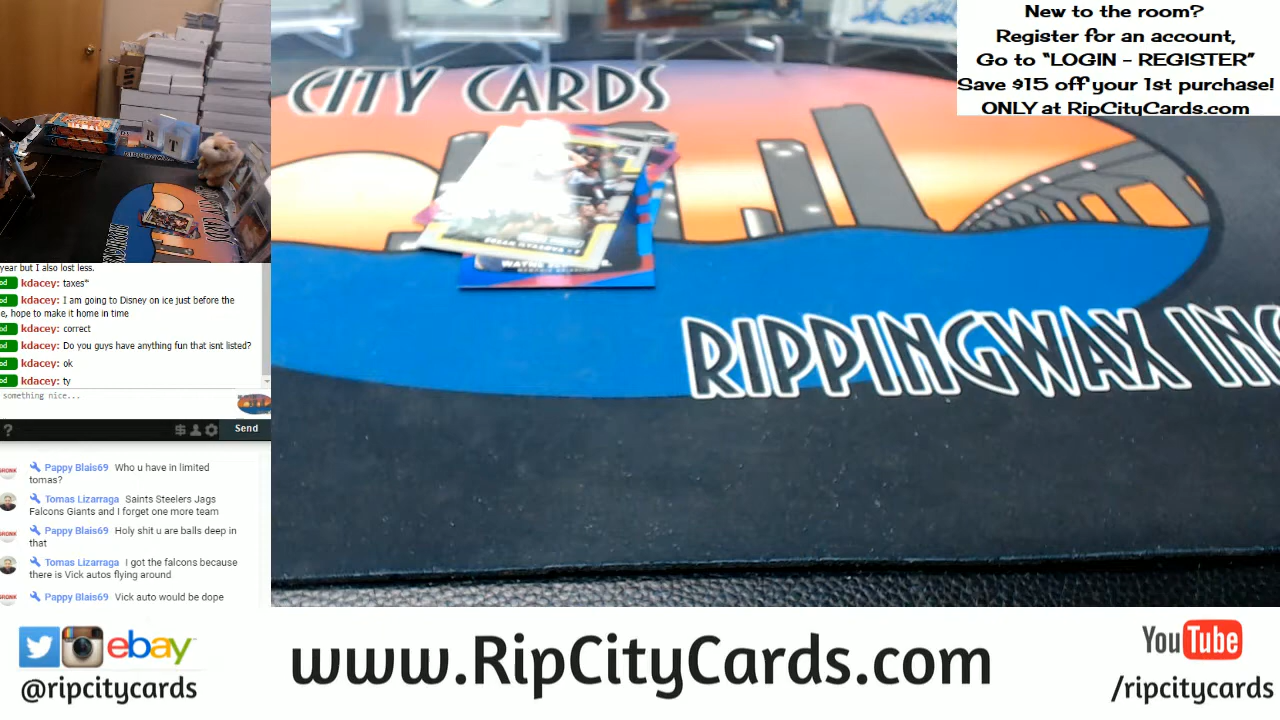 New to the room?
Register for an account,
Go to “LOGIN - REGISTER”
Save $15 off your 1st purchase!
ONLY at RipCityCards.com
CITY CARDS
RIPPINGWAX INC
WAYNE
year but I also lost less.
kdacey: taxes*
kdacey: I am going to Disney on ice just before the
e, hope to make it home in time
kdacey: correct
kdacey: Do you guys have anything fun that isnt listed?
kdacey: ok
kdacey: ty
something nice...
?
Send
Pappy Blais69 Who u have in limited
tomas?
Tomas Lizarraga Saints Steelers Jags
Falcons Giants and I forget one more team
Pappy Blais69 Holy shit u are balls deep in
that
Tomas Lizarraga I got the falcons because
there is Vick autos flying around
Pappy Blais69 Vick auto would be dope
ebay
@ripcitycards
www.RipCityCards.com
YouTube
/ripcitycards